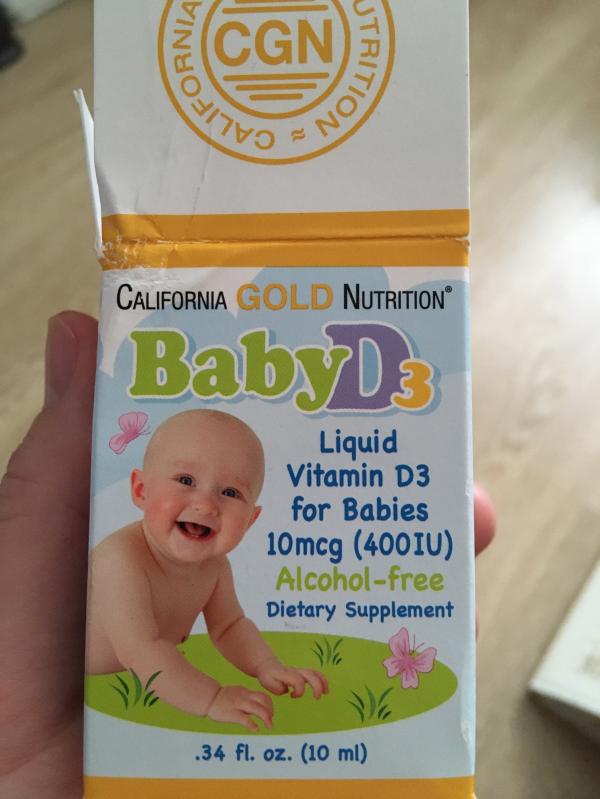 CGN
CALIFORNIA
NUTRITION
CALIFORNIA GOLD NUTRITION®
BabyD3
Liquid
Vitamin D3
for Babies
10mcg (400IU)
Alcohol-free
Dietary Supplement
.34 fl. oz. (10 ml)